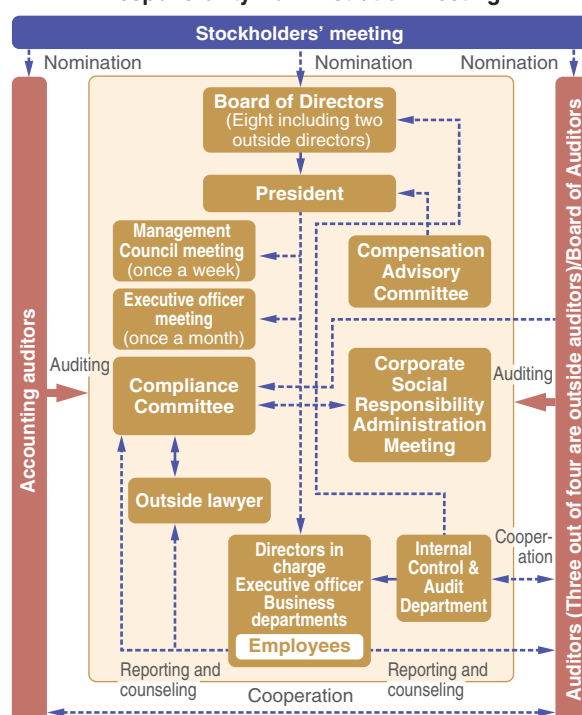 Stockholders' meeting
Nomination
Nomination
Nomination
Board of Directors
(Eight including two
outside directors)
President
Management
Council meeting
(once a week)
Compensation
Advisory
Committee
Executive officer
meeting
(once a month)
Auditing
Compliance
Committee
Corporate
Social
Responsibility
Administration
Meeting
Auditing
Accounting auditors
Auditors (Three out of four are outside auditors)/Board of Auditors
Outside lawyer
Directors in
charge
Executive officer
Business
departments
Employees
Internal
Control &
Audit
Department
Cooper-
ation
Reporting and
counseling
Reporting and
counseling
Cooperation